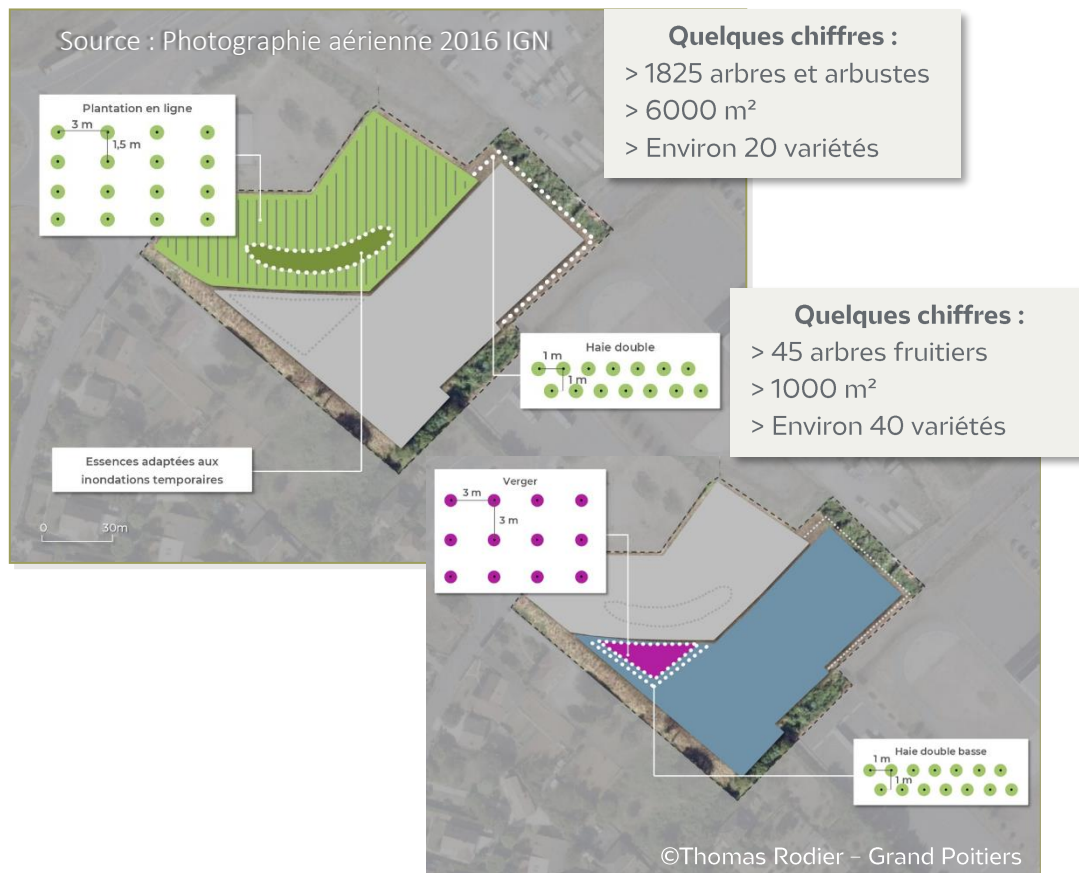 Source : Photographie aérienne 2016 IGN
Quelques chiffres :
> 1825 arbres et arbustes
> 6000 m²
> Environ 20 variétés
Plantation en ligne
3 m
1,5 m
Haie double
1 m
1 m
Essences adaptées aux
inondations temporaires
0 30m
Quelques chiffres :
> 45 arbres fruitiers
> 1000 m²
> Environ 40 variétés
Verger
3 m
3 m
Haie double basse
1 m
1 m
©Thomas Rodier – Grand Poitiers